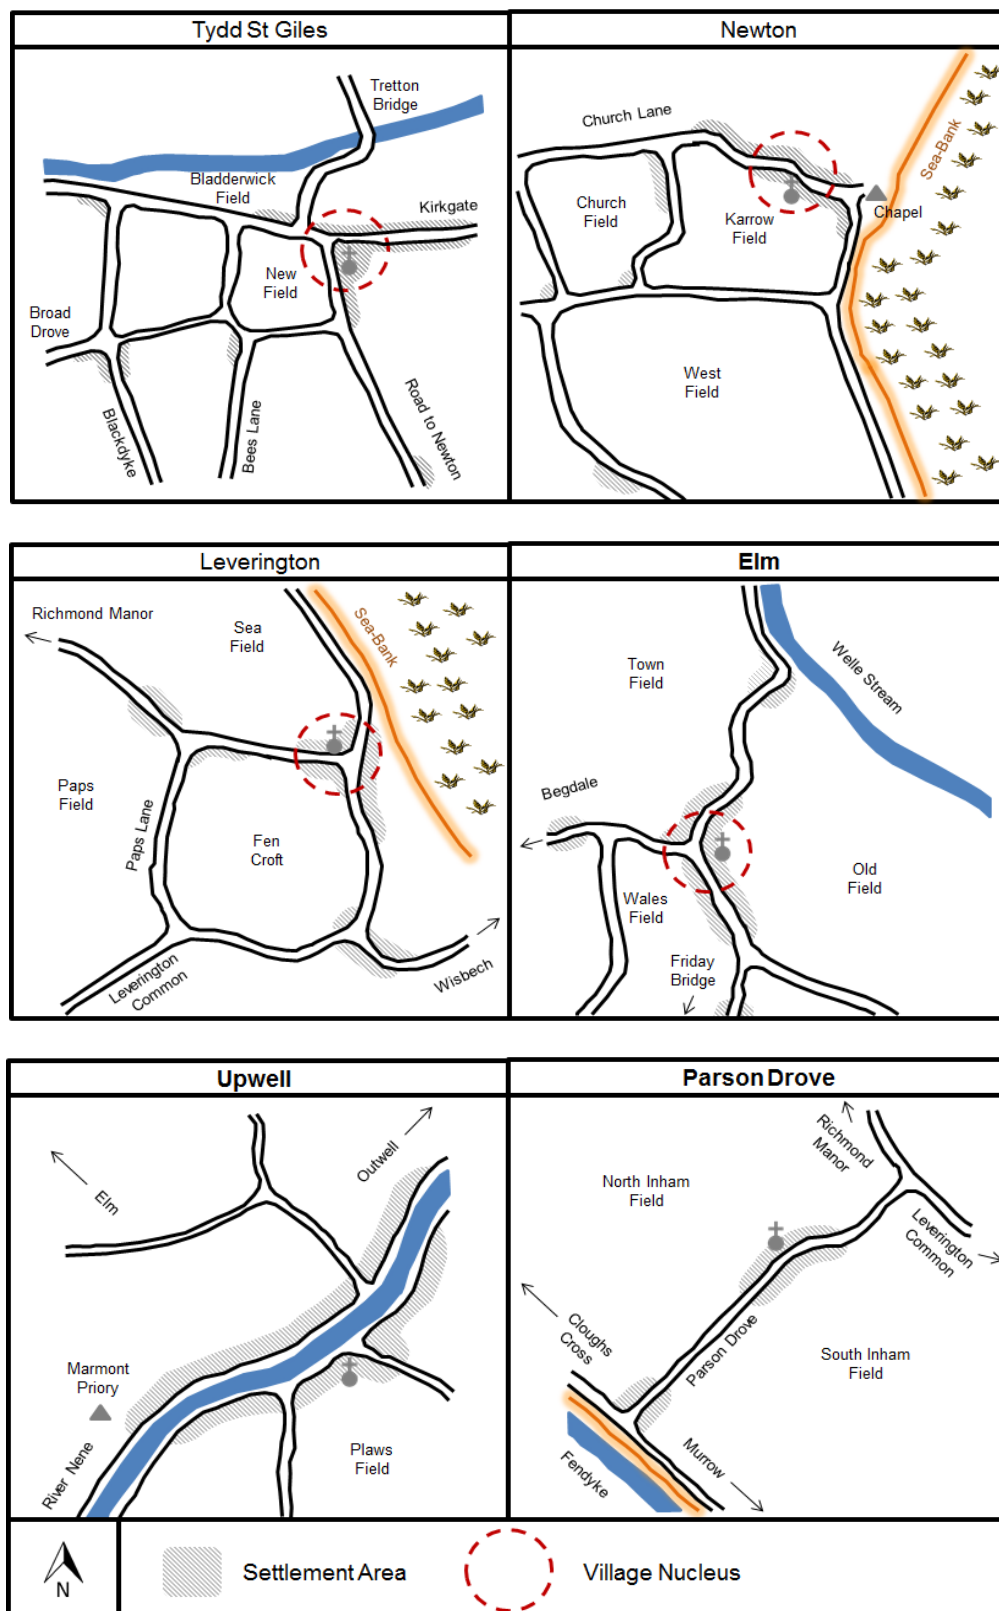 Tydd St Giles
Newton
Tretton
Bridge
Bladderwick
Field
Kirkgate
New
Field
Broad
Drove
Blackdyke
Bees Lane
Road to Newton
Church Lane
Sea-Bank
Church
Field
Karrow
Field
Chapel
West
Field
Leverington
Elm
Richmond Manor
Sea
Field
Sea-Bank
Paps
Field
Paps Lane
Fen
Croft
Leverington
Common
Wisbech
Town
Field
Welle Stream
Begdale
Wales
Field
Old
Field
Friday
Bridge
Upwell
Parson Drove
Elm
Outwell
Marmont
Priory
River Nene
Plaws
Field
Richmond
Manor
North Inham
Field
Leverington
Common
Cloughs
Cross
Parson Drove
South Inham
Field
Murrow
Fendyke
N
Settlement Area
Village Nucleus